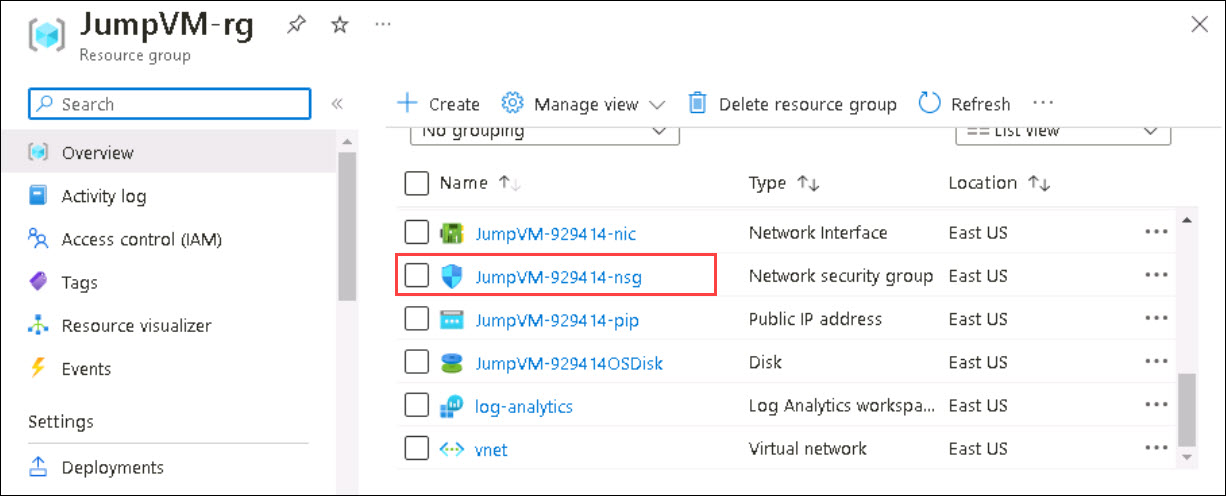 JumpVM-rg
Resource group
Search
Overview
Activity log
Access control (IAM)
Tags
Resource visualizer
Events
Settings
Deployments
Create Manage view Delete resource group Refresh
No grouping List view
Name Type Location
JumpVM-929414-nic Network Interface East US
JumpVM-929414-nsg Network security group East US
JumpVM-929414-pip Public IP address East US
JumpVM-929414OSDisk Disk East US
log-analytics Log Analytics workspa... East US
vnet Virtual network East US